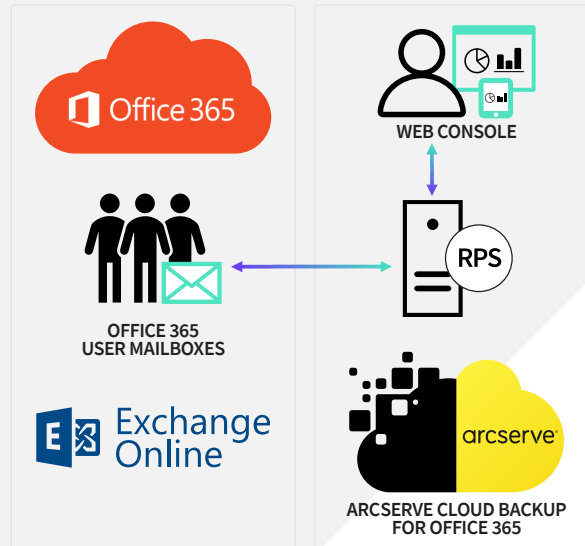 Office 365
OFFICE 365
USER MAILBOXES
E
Exchange
Online
WEB CONSOLE
RPS
arcserve®
ARCSERVE CLOUD BACKUP
FOR OFFICE 365